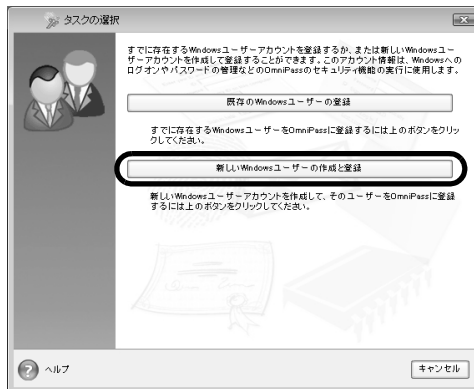 タスクの選択
すでに存在するWindowsユーザーアカウントを登録するか、または新しいWindowsユー
ザーアカウントを作成して登録することができます。このアカウント情報は、Windowsへの
ログオンやパスワードの管理などのOmniPassのセキュリティ機能の実行に使用します。
既存のWindowsユーザーの登録
すでに存在するWindowsユーザーをOmniPassに登録するには上のボタンをクリッ
クしてください。
新しいWindowsユーザーの作成と登録
新しいWindowsユーザーアカウントを作成して、そのユーザーをOmniPassに登録
するには上のボタンをクリックしてください。
ヘルプ
キャンセル